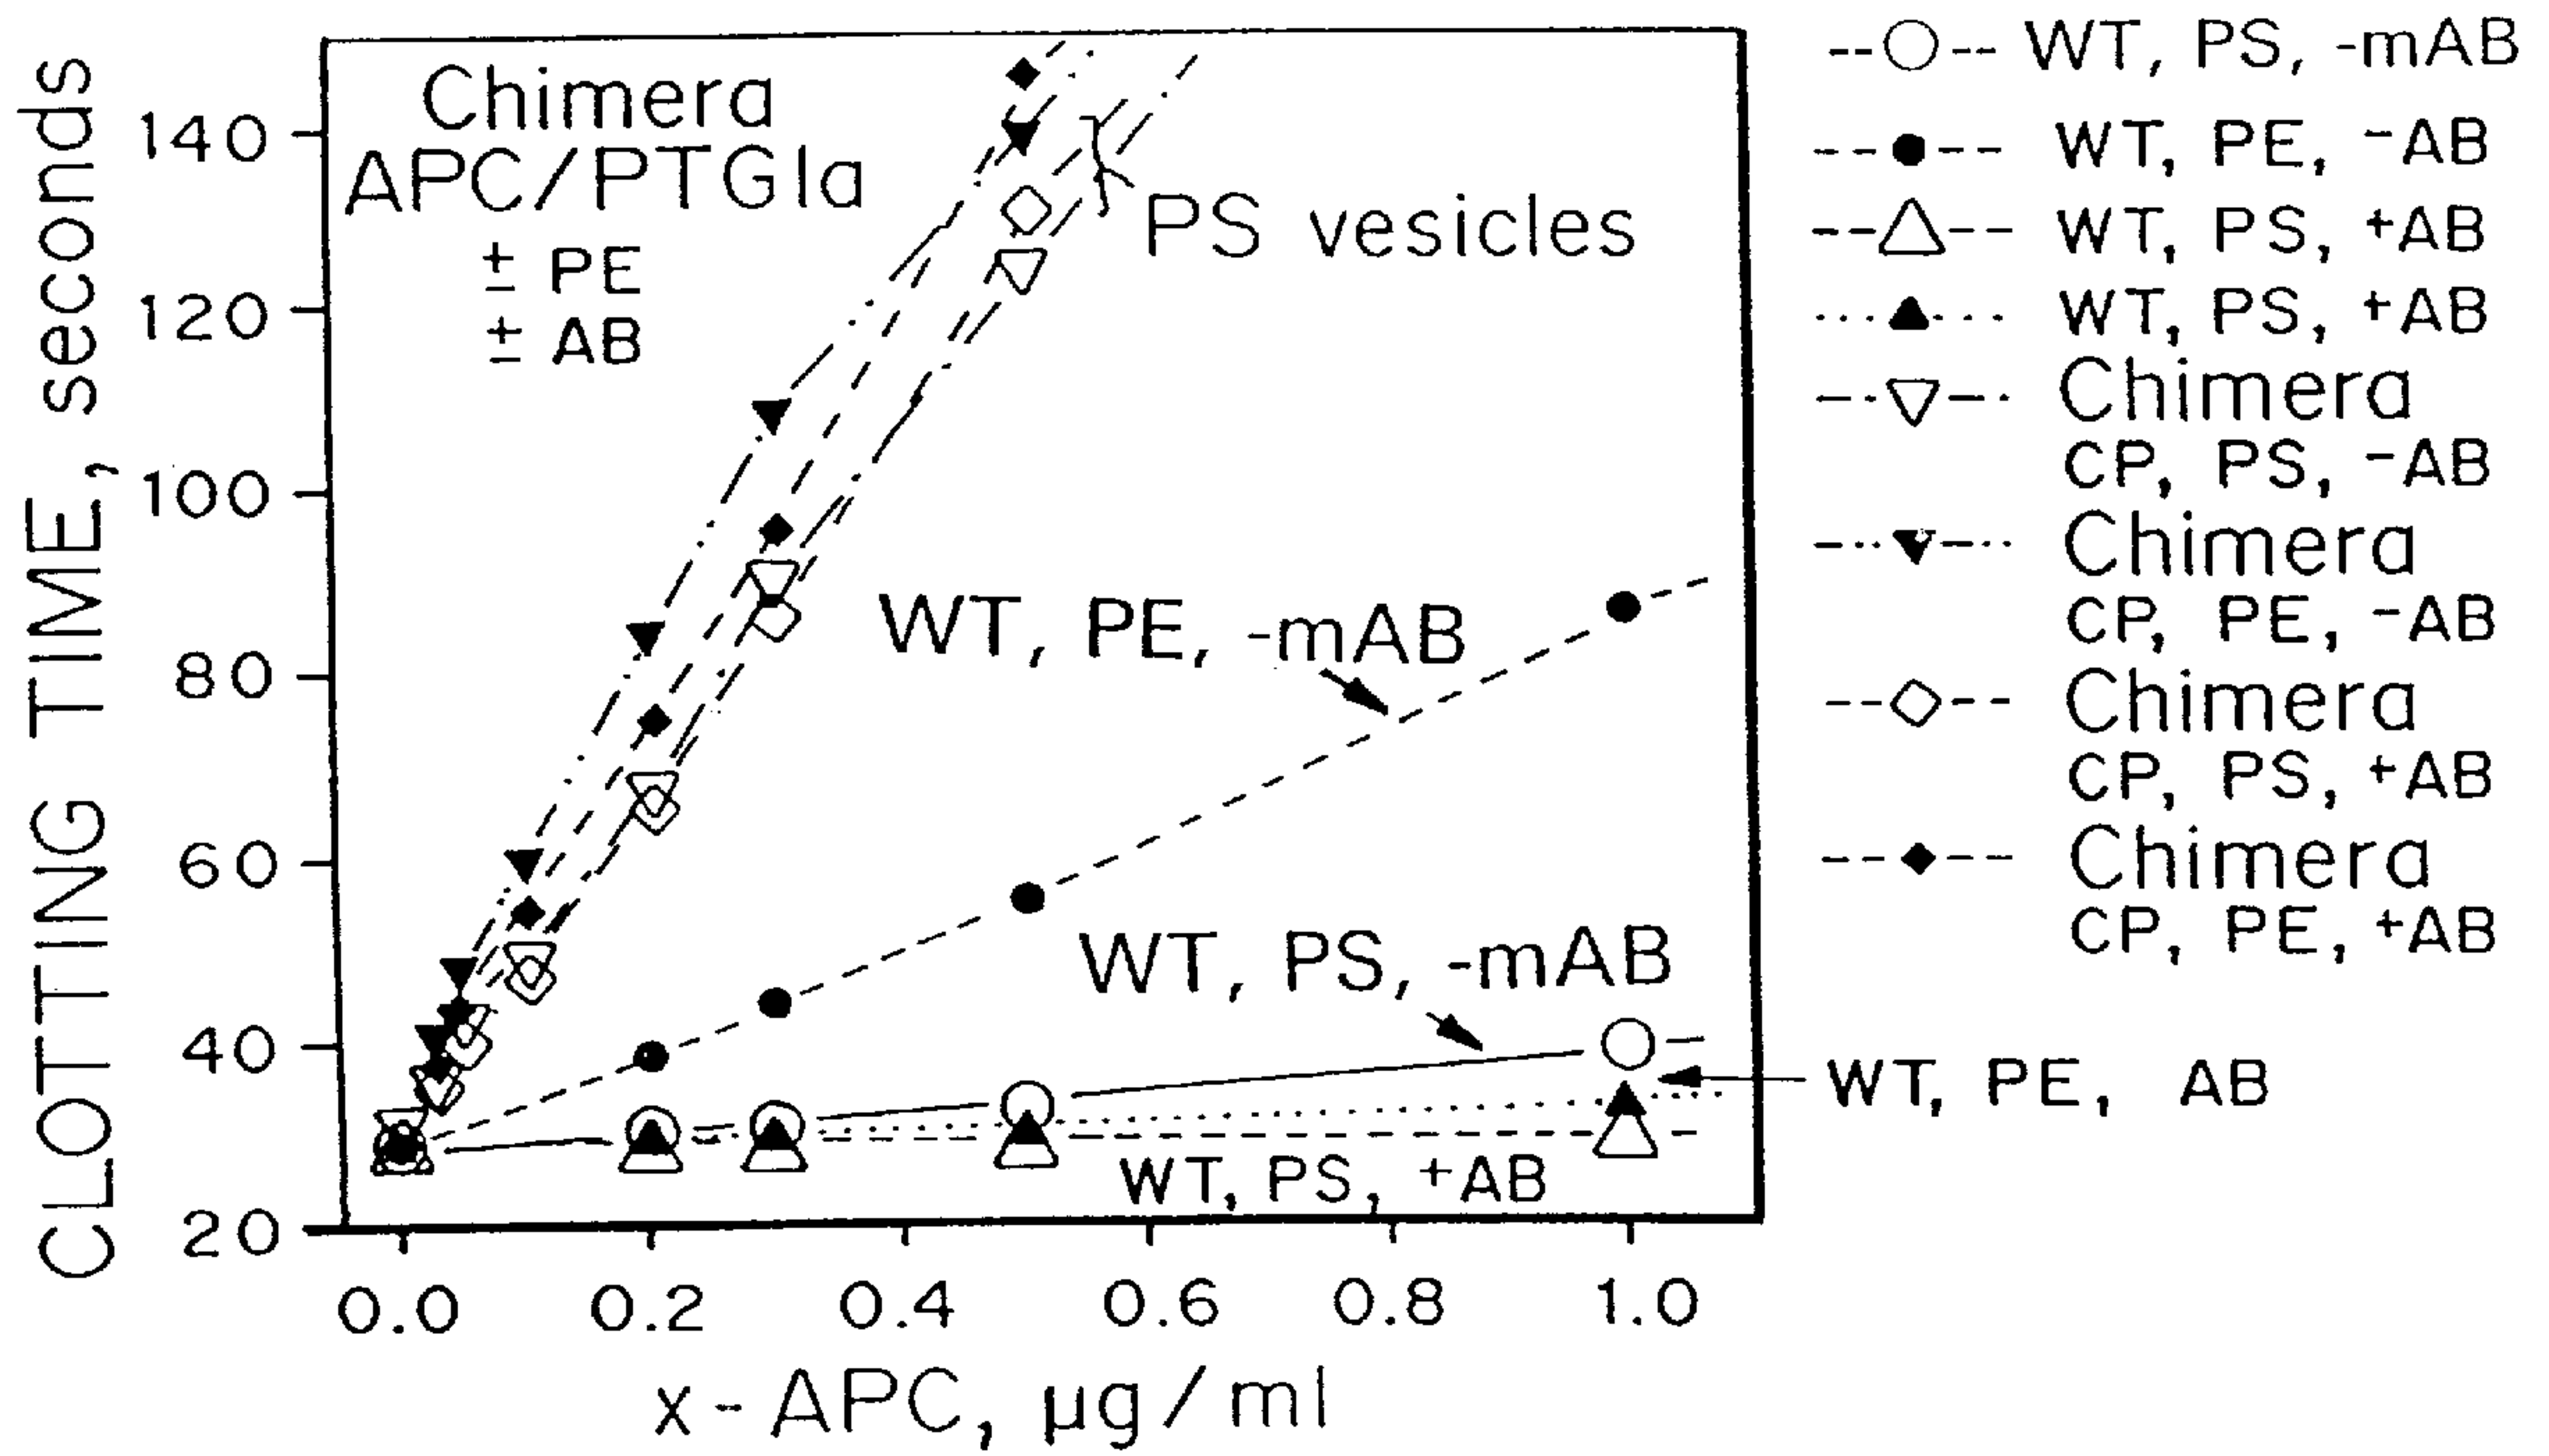 CLOTTING TIME, seconds
140
120
100
80
60
40
20
Chimera
APC/PTGla
± PE
± AB
PS vesicles
WT, PE, -mAB
WT, PS, -mAB
WT, PS, +AB
WT, PE, AB
0.0 0.2 0.4 0.6 0.8 1.0
x-APC, µg/ml
WT, PS, -mAB
WT, PE, -AB
WT, PS, +AB
WT, PS, +AB
Chimera
CP, PS, -AB
Chimera
CP, PE, -AB
Chimera
CP, PS, +AB
Chimera
CP, PE, +AB